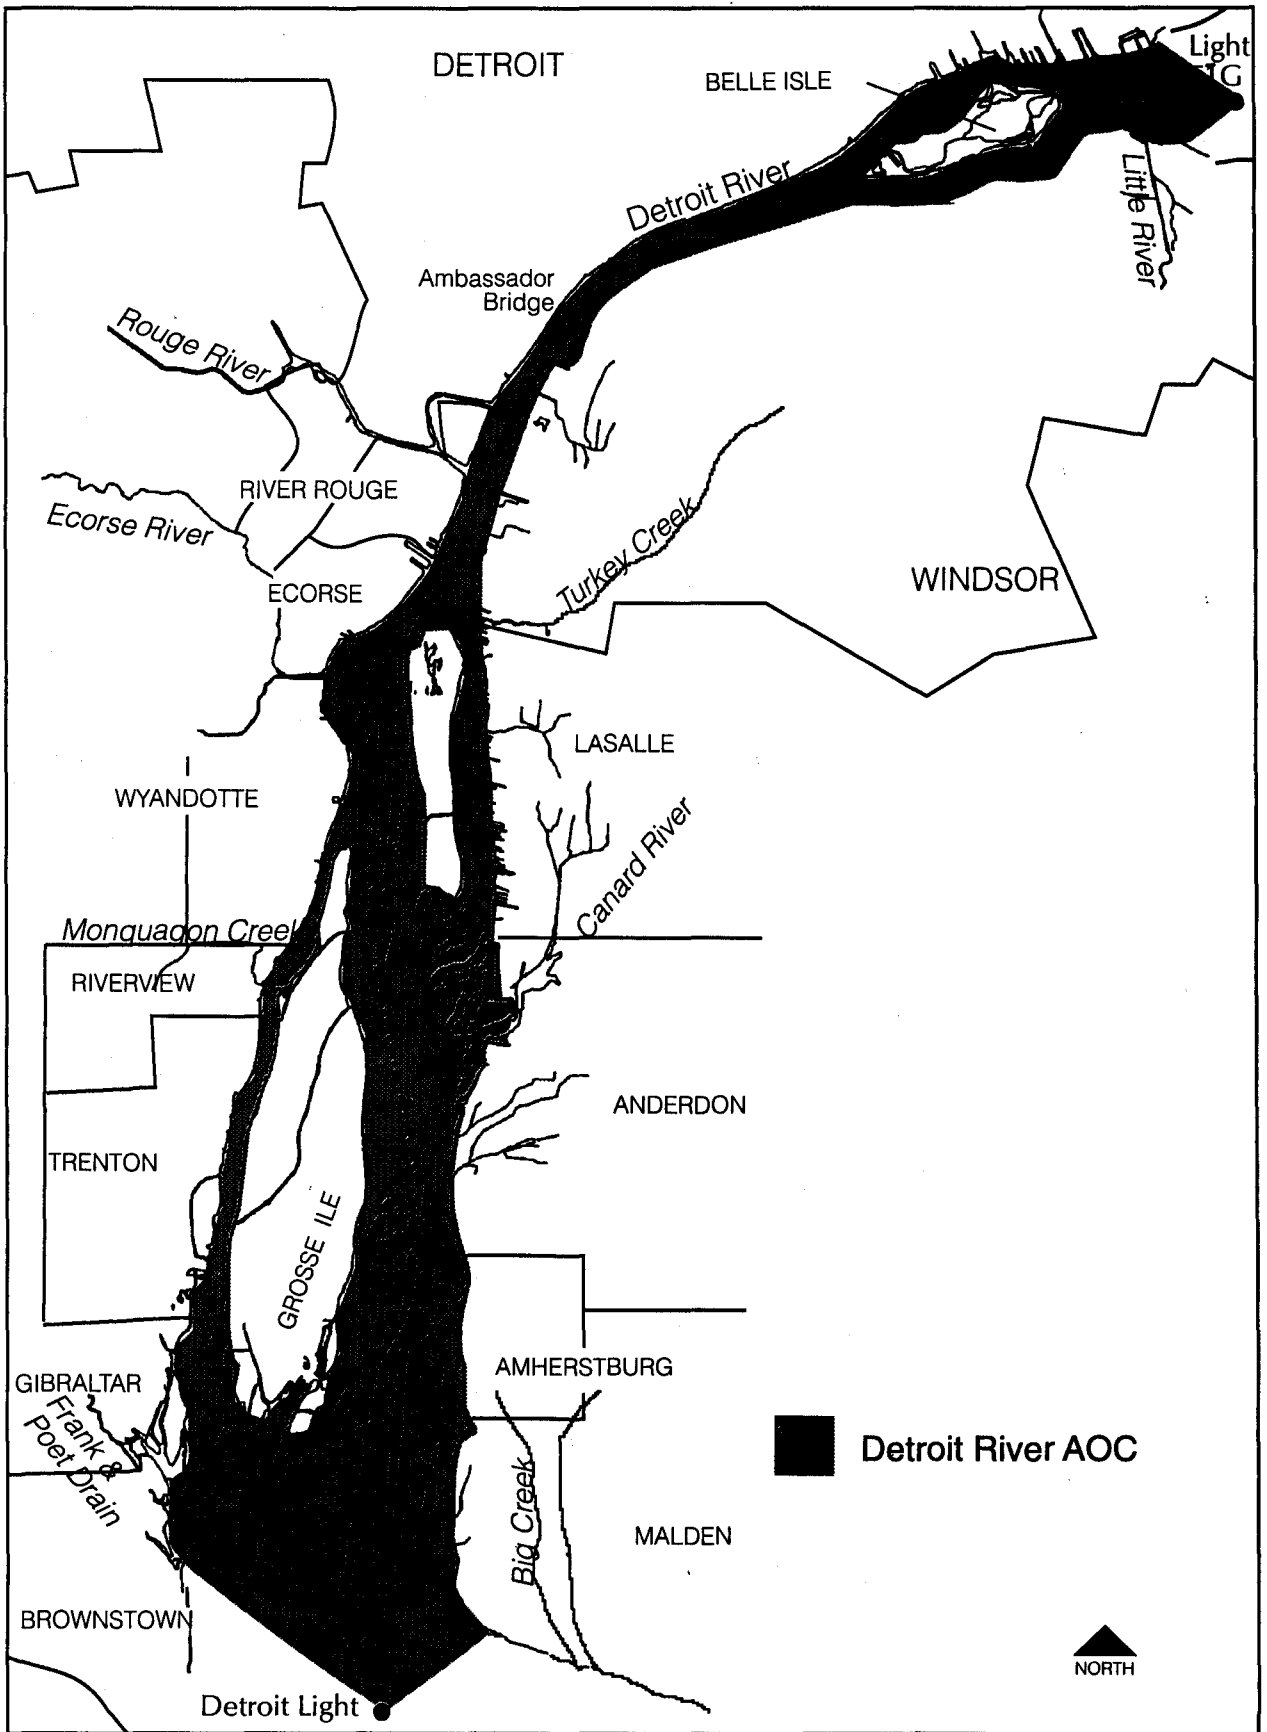 DETROIT
Light
BELLE ISLE
Detroit River
Little River
Ambassador
Bridge
Rouge River
RIVER ROUGE
Ecorse River
Turkey Creek
WINDSOR
ECORSE
LASALLE
WYANDOTTE
Canard River
Monquagon Creek
RIVERVIEW
ANDERDON
TRENTON
GROSSE ILE
AMHERSTBURG
GIBRALTAR
Frank &
Poet Drain
Detroit River AOC
Big Creek
MALDEN
BROWNSTOWN
NORTH
Detroit Light